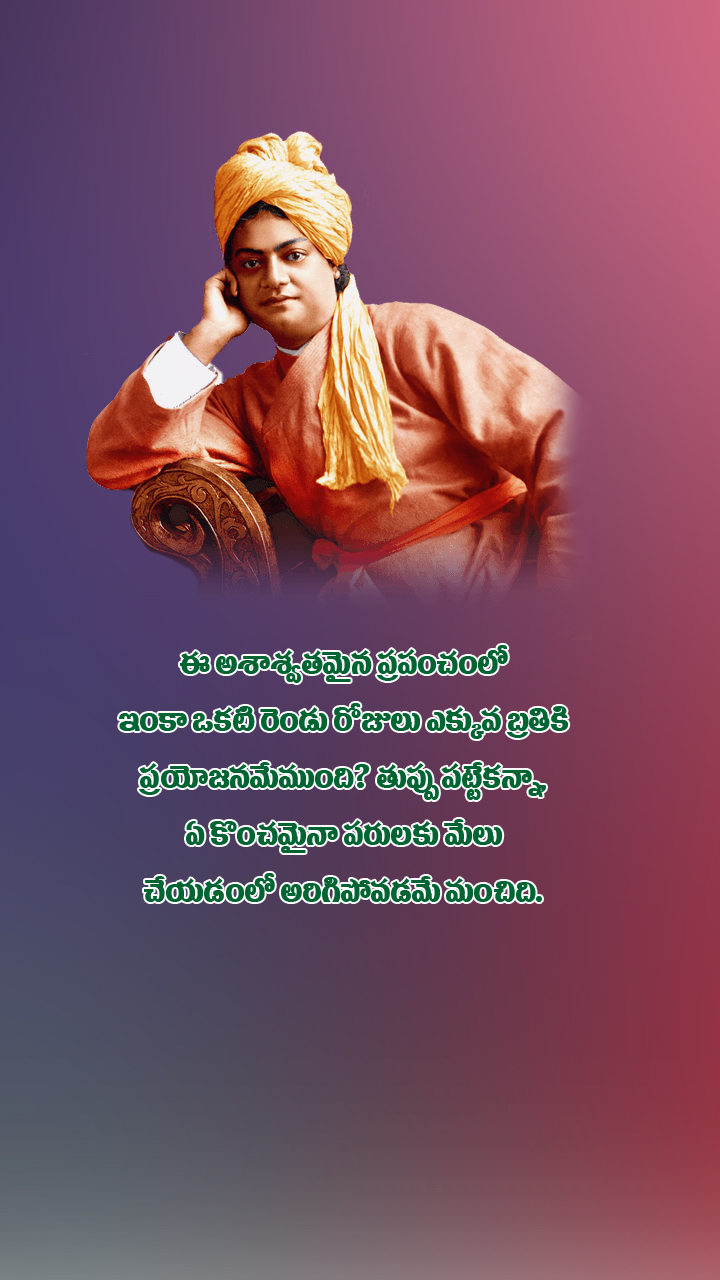 ఈ అశాశ్వతమైన ప్రపంచంలో
ఇంకా ఒకటి రెండు రోజులు ఎక్కువ బ్రతికి
ప్రయోజనమేముంది? తుప్పుపట్టేకన్నా,
ఏ కొంచమైనా పరులకు మేలు
చేయడంలో అరిగిపోవడమే మంచిది.